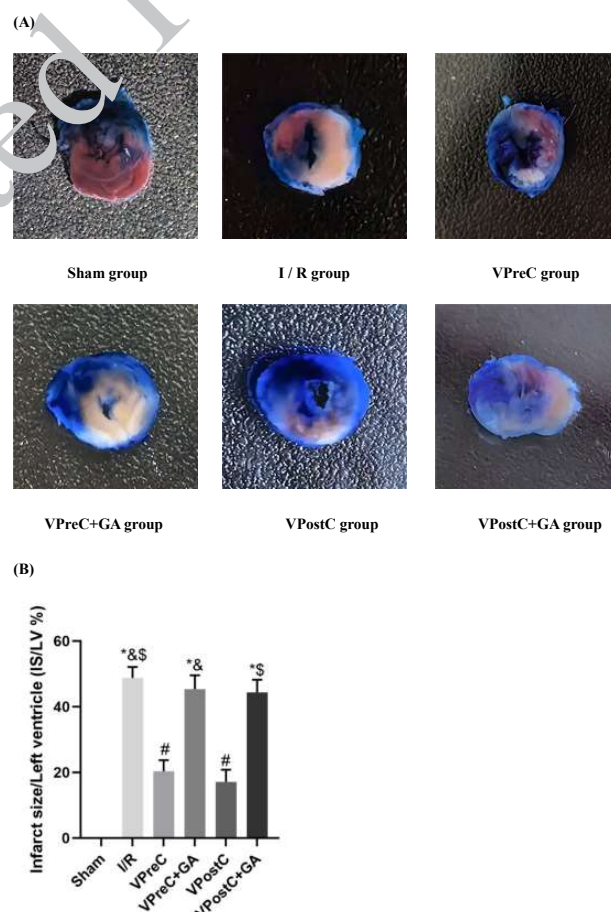 (A)
Sham group
I / R group
VPreC group
VPreC+GA group
VPostC group
VPostC+GA group
(B)
Infarct size/Left ventricle (IS/LV %)
60
40
20
0
*&$
#
*&
#
*$
Sham
I/R
VPreC
VPreC+GA
VPostC
VPostC+GA